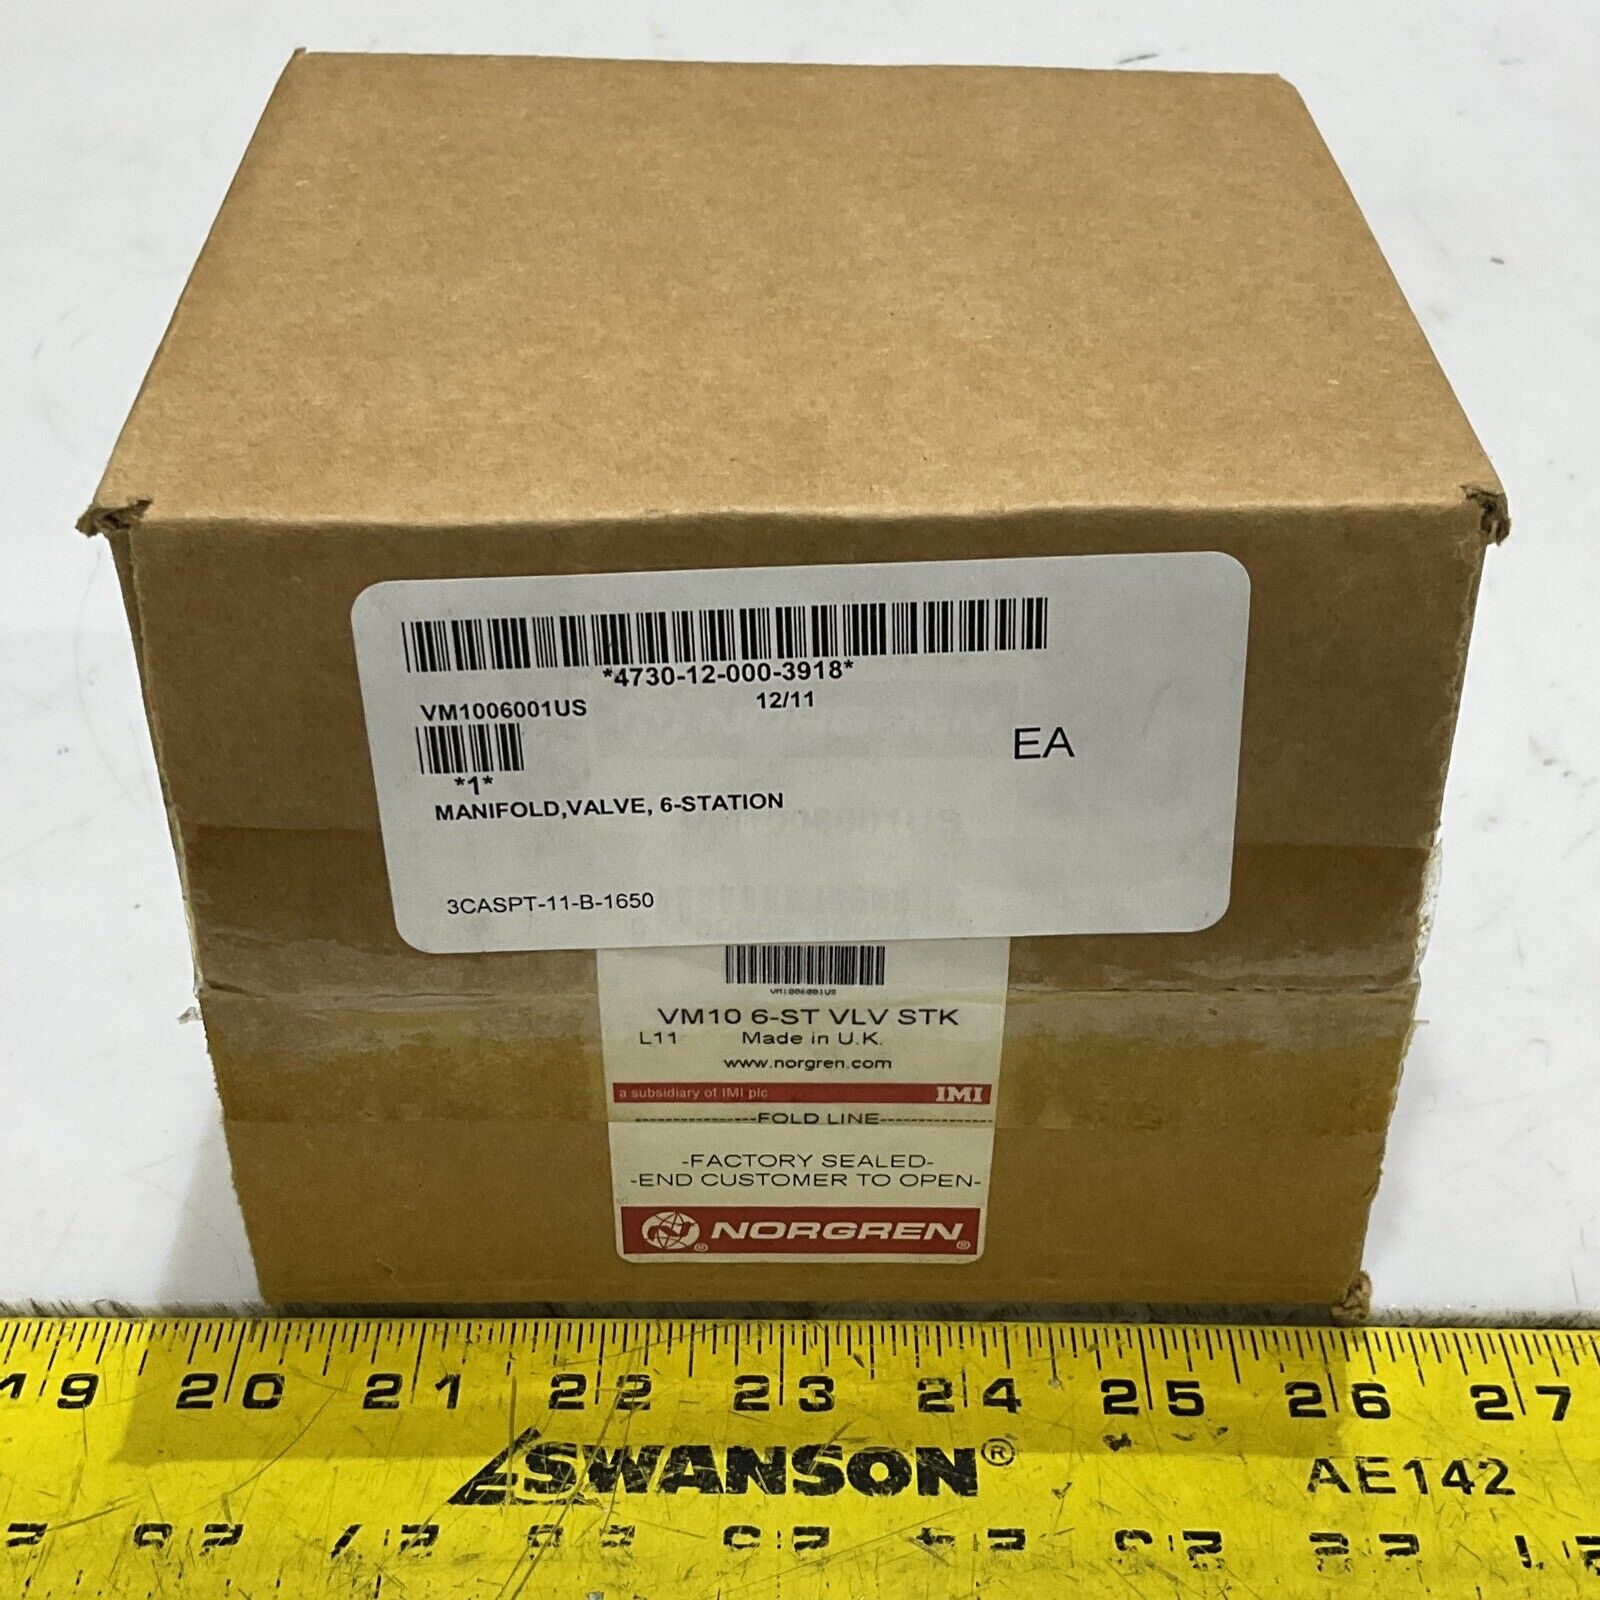 *4730-12-000-3918*
VM1006001US 12/11
EA
*1*
MANIFOLD,VALVE, 6-STATION
3CASPT-11-B-1650
VM1006001US
VM10 6-ST VLV STK
L11 Made in U.K.
www.norgren.com
a subsidiary of IMI plc IMI
-----------------FOLD LINE----------------
-FACTORY SEALED-
-END CUSTOMER TO OPEN-
NORGREN
19 20 21 22 23 24 25 26 27
SWANSON® AE142